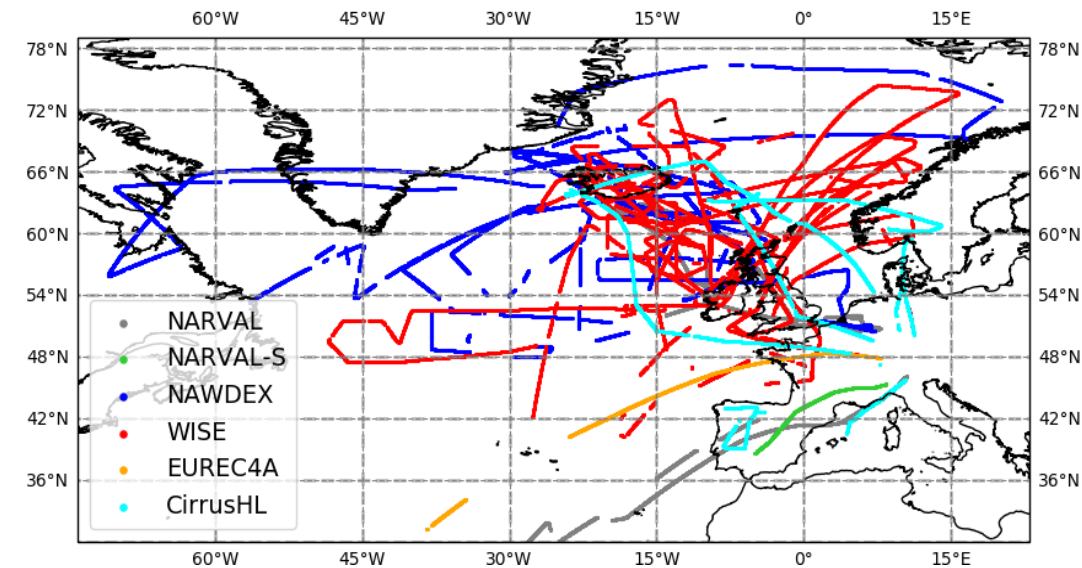 60°W 45°W 30°W 15°W 0° 15°E
78°N 78°N
72°N 72°N
66°N 66°N
60°N 60°N
54°N 54°N
NARVAL
48°N NARVAL-S 48°N
NAWDEX
42°N WISE 42°N
EUREC4A
36°N 36°N
CirrusHL
60°W 45°W 30°W 15°W 0° 15°E